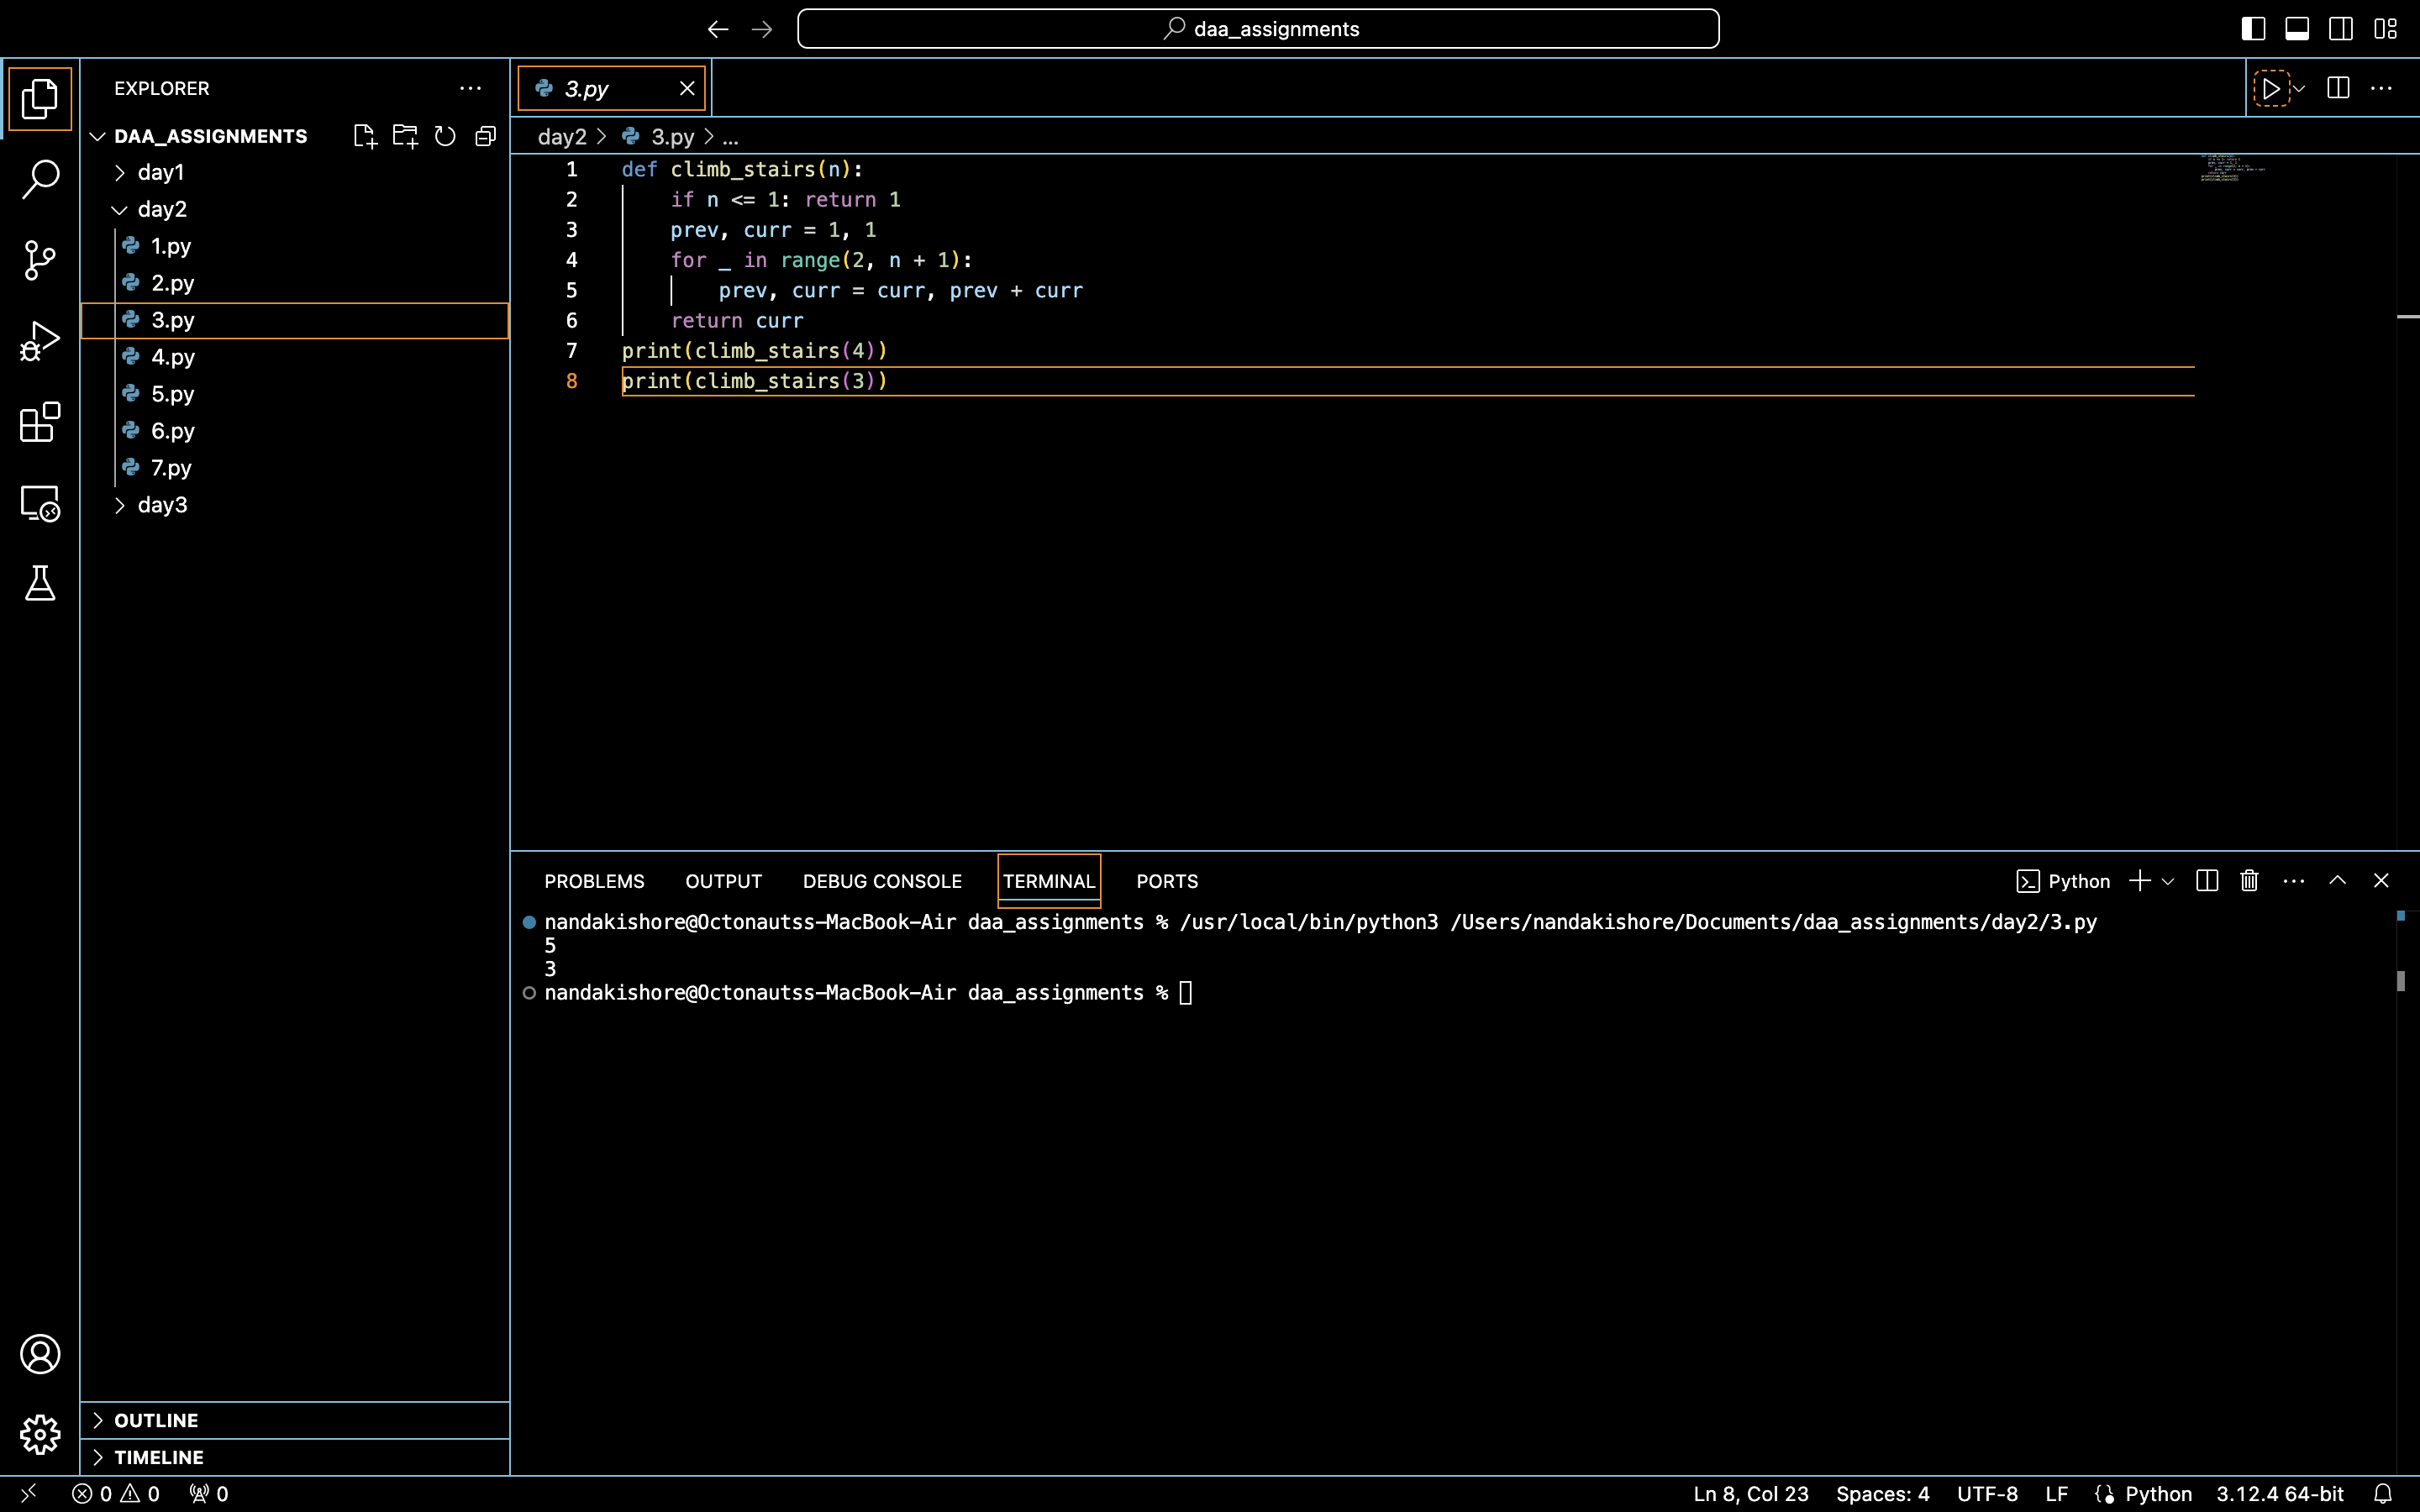 daa_assignments
EXPLORER
DAA_ASSIGNMENTS
day1
day2
1.py
2.py
3.py
4.py
5.py
6.py
7.py
day3
OUTLINE
TIMELINE
3.py
day2 > 3.py > ...
1 def climb_stairs(n):
2 if n <= 1: return 1
3 prev, curr = 1, 1
4 for _ in range(2, n + 1):
5 prev, curr = curr, prev + curr
6 return curr
7 print(climb_stairs(4))
8 print(climb_stairs(3))
PROBLEMS OUTPUT DEBUG CONSOLE TERMINAL PORTS Python
nandakishore@Octonautss-MacBook-Air daa_assignments % /usr/local/bin/python3 /Users/nandakishore/Documents/daa_assignments/day2/3.py
5
3
nandakishore@Octonautss-MacBook-Air daa_assignments %
0 0 0 Ln 8, Col 23 Spaces: 4 UTF-8 LF Python 3.12.4 64-bit